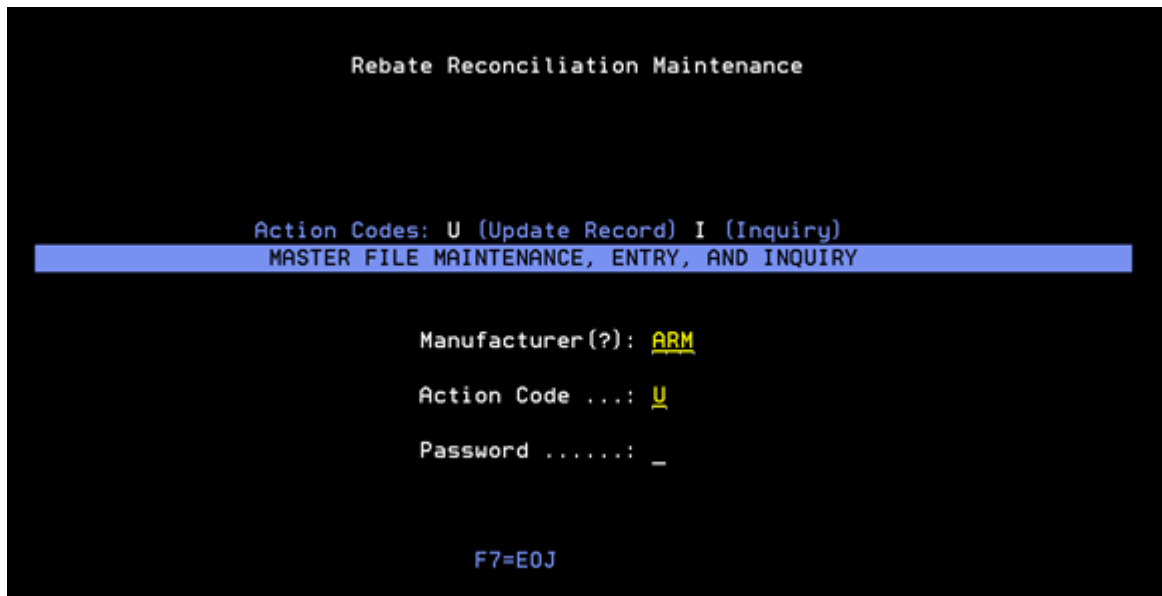 Rebate Reconciliation Maintenance
Action Codes: U (Update Record) I (Inquiry)
MASTER FILE MAINTENANCE, ENTRY, AND INQUIRY
Manufacturer(?): ARM
Action Code ...: U
Password ......: _
F7=EOJ